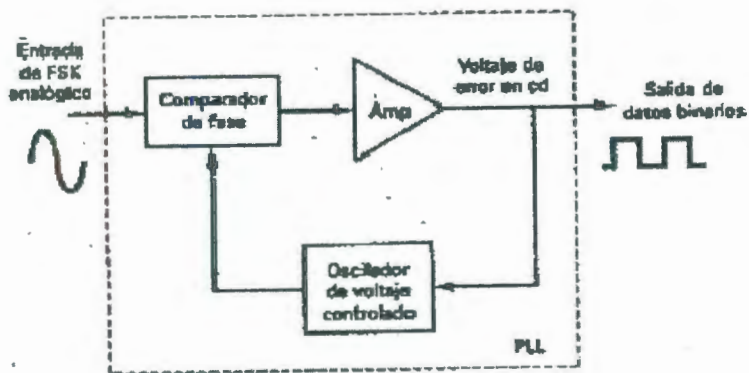 Entrada
de FSK
analógico
Comparador
de fase
Amp
Voltaje de
error en cd
Salida de
datos binarios
Oscilador
de voltaje
controlado
PLL